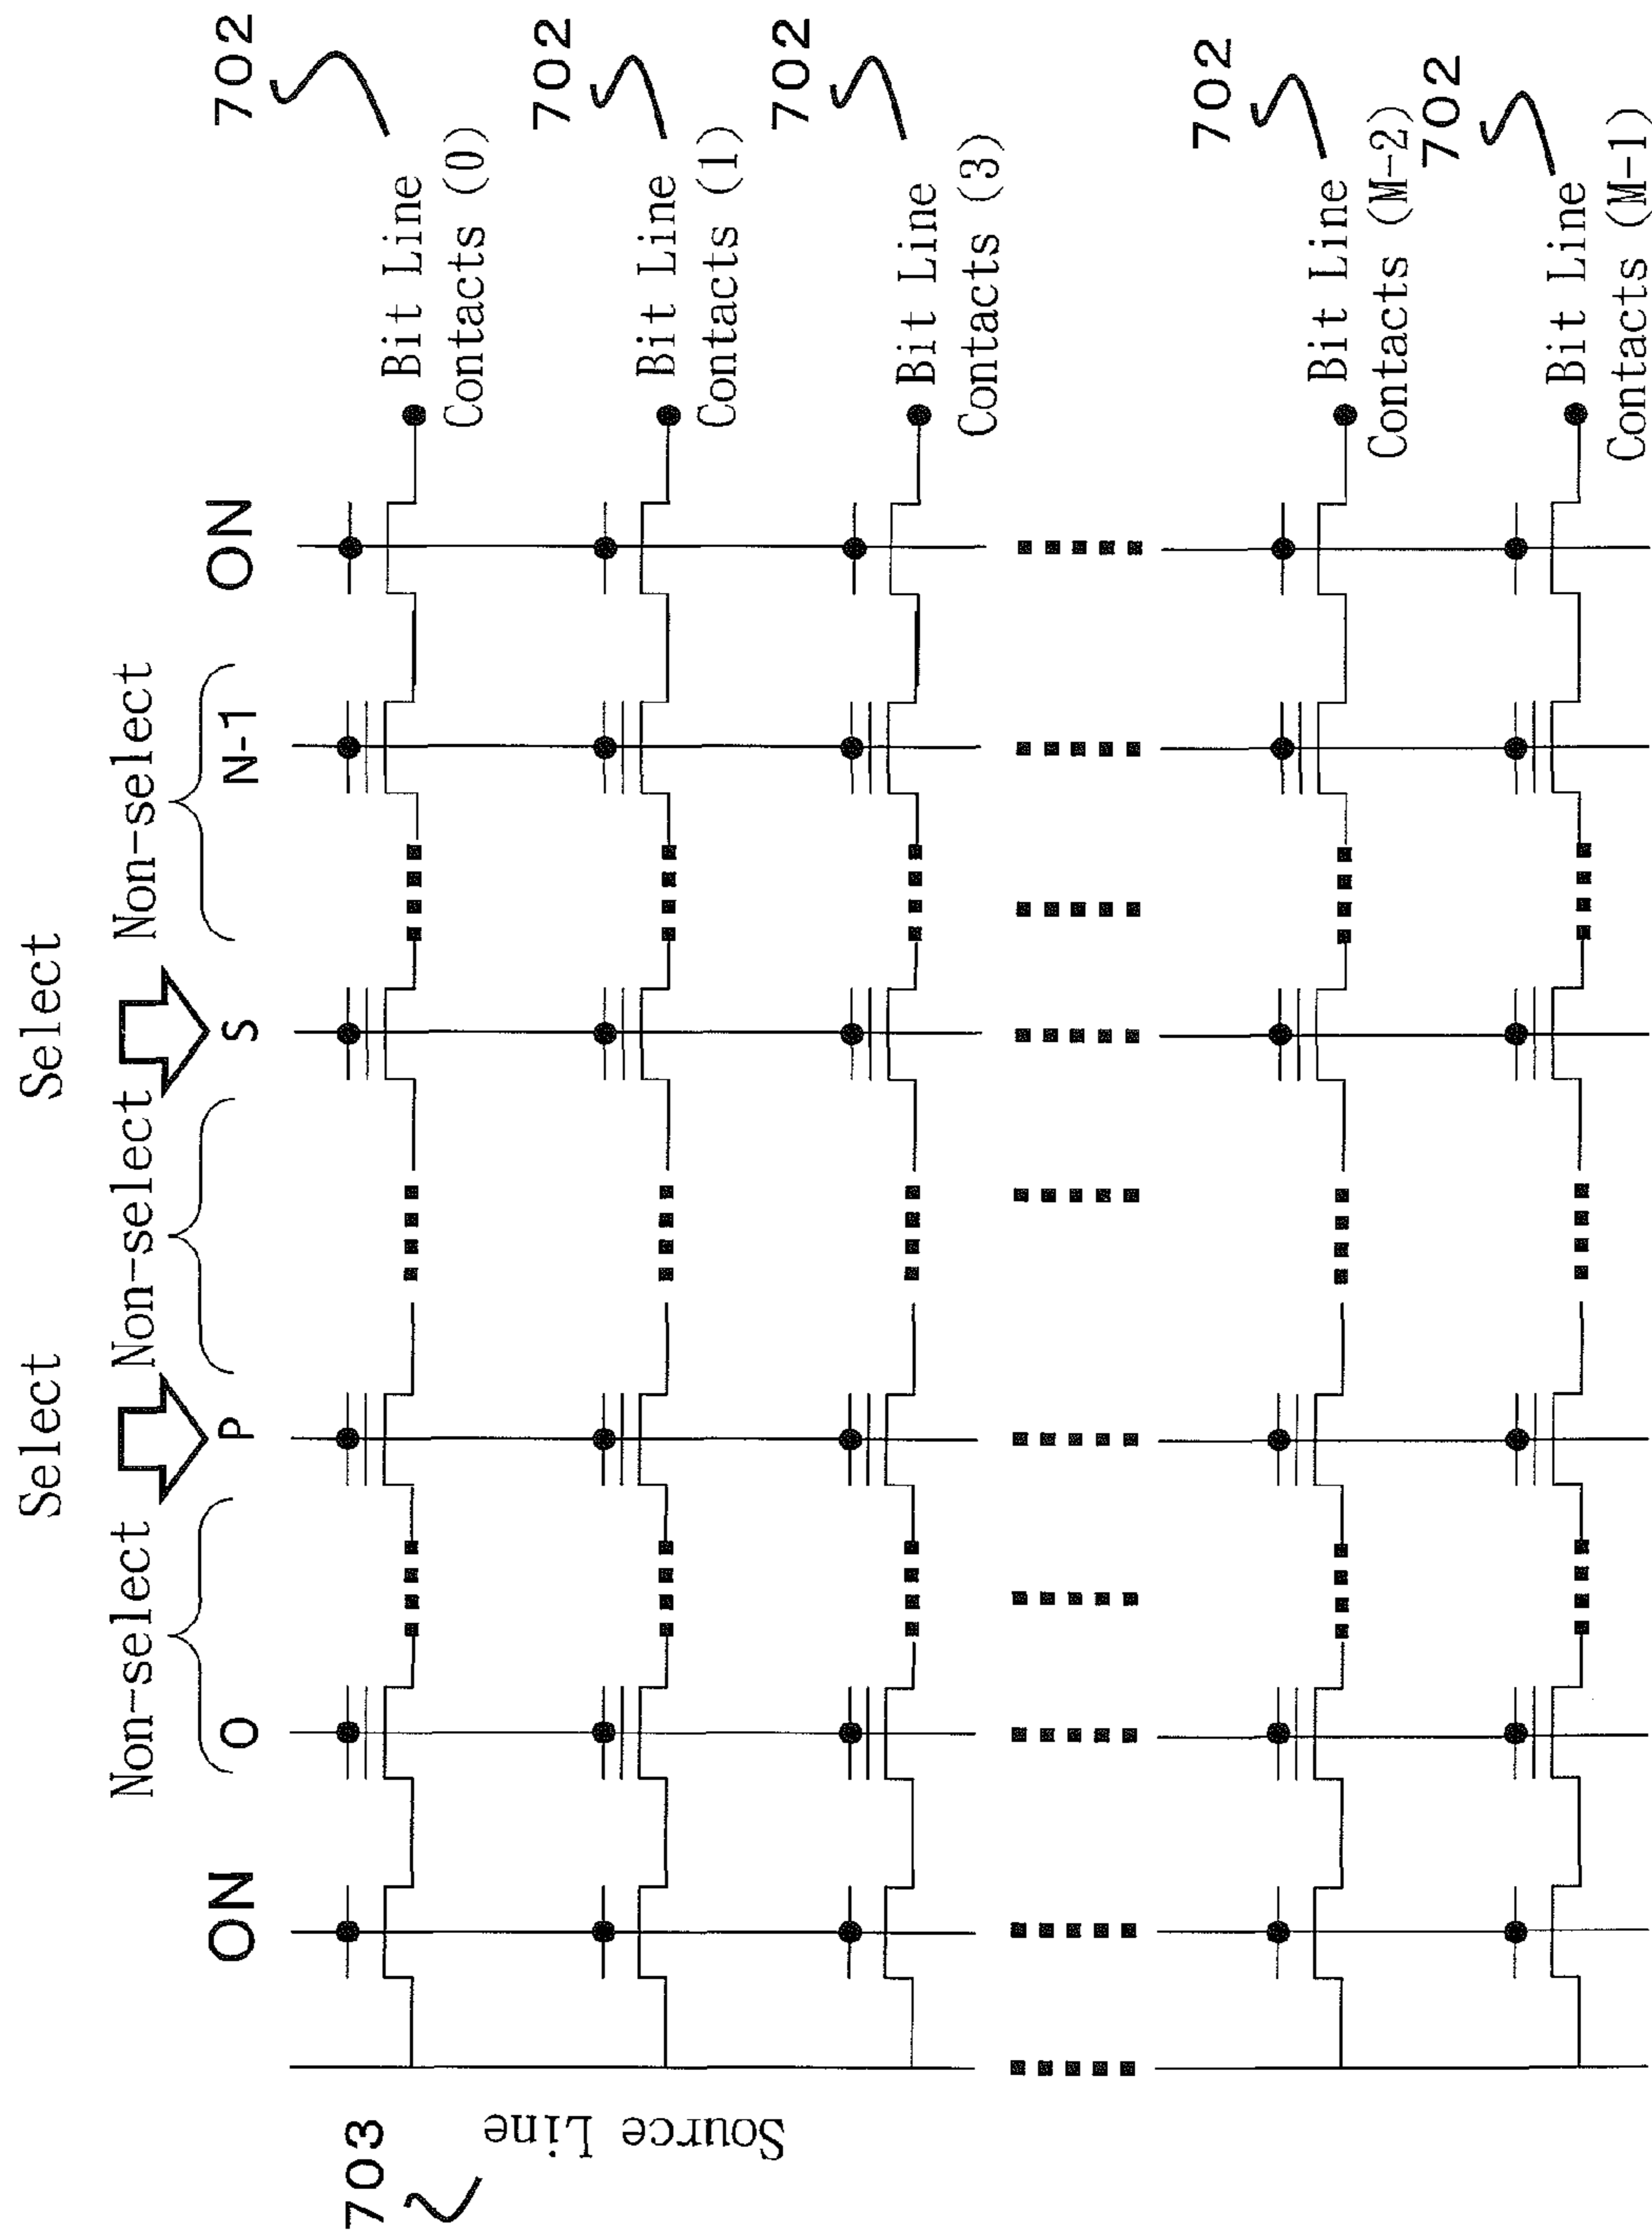 Select
Select
Non-select
Non-select
Non-select
ON
O
P
S
N-1
ON
703
Source Line
702
Bit Line
Contacts (0)
702
Bit Line
Contacts (1)
702
Bit Line
Contacts (3)
702
Bit Line
Contacts (M-2)
702
Bit Line
Contacts (M-1)